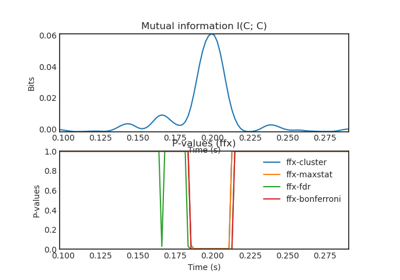 Mutual information I(C; C)
0.06
0.04
0.02
0.00
Bits
0.100 0.125 0.150 0.175 0.200 0.225 0.250 0.275
Time (s)
P-values (ffx)
1.0
0.8
0.6
0.4
0.2
0.0
P-values
ffx-cluster
ffx-maxstat
ffx-fdr
ffx-bonferroni
0.100 0.125 0.150 0.175 0.200 0.225 0.250 0.275
Time (s)